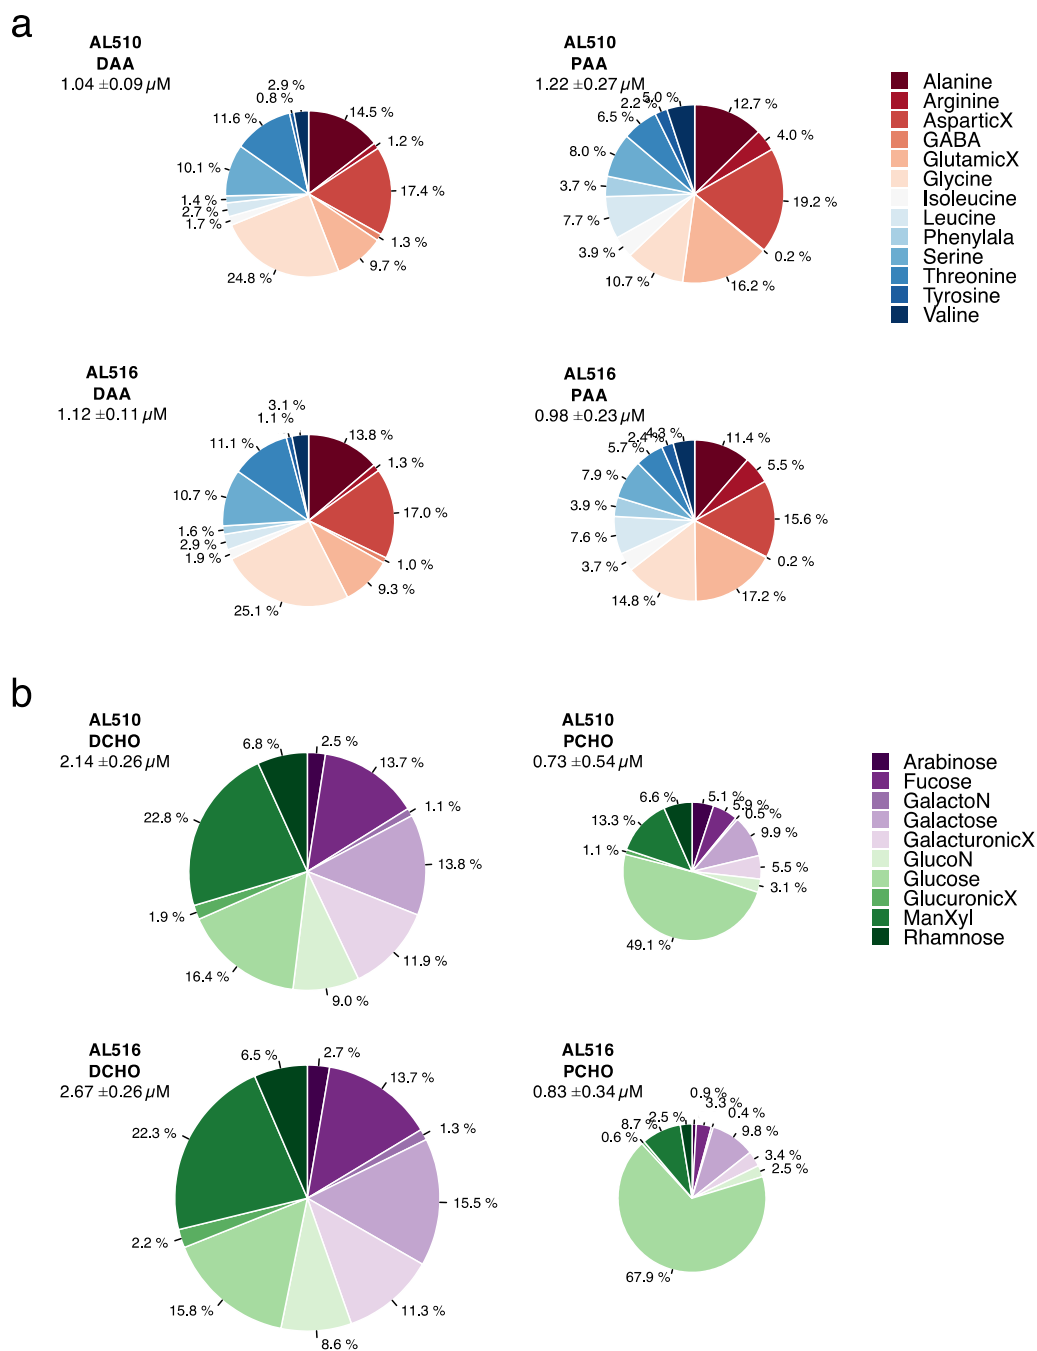 a
AL510
DAA
1.04 ±0.09 µM
2.9 %
0.8 %
14.5 %
11.6 %
1.2 %
10.1 %
17.4 %
1.4 %
2.7 %
1.7 %
1.3 %
9.7 %
24.8 %
AL510
PAA
1.22 ±0.27 µM
5.0 %
2.2 %
12.7 %
6.5 %
4.0 %
8.0 %
3.7 %
19.2 %
7.7 %
3.9 %
0.2 %
10.7 %
16.2 %
Alanine
Arginine
AsparticX
GABA
GlutamicX
Glycine
Isoleucine
Leucine
Phenylala
Serine
Threonine
Tyrosine
Valine
AL516
DAA
1.12 ±0.11 µM
3.1 %
1.1 %
13.8 %
11.1 %
1.3 %
10.7 %
17.0 %
1.6 %
2.9 %
1.9 %
1.0 %
9.3 %
25.1 %
AL516
PAA
0.98 ±0.23 µM
4.3 %
2.4 %
11.4 %
5.7 %
5.5 %
7.9 %
3.9 %
15.6 %
7.6 %
3.7 %
0.2 %
14.8 %
17.2 %
b
AL510
DCHO
2.14 ±0.26 µM
6.8 %
2.5 %
13.7 %
1.1 %
22.8 %
13.8 %
1.9 %
11.9 %
16.4 %
9.0 %
AL510
PCHO
0.73 ±0.54 µM
6.6 %
5.1 %
5.9 %
0.5 %
13.3 %
9.9 %
1.1 %
5.5 %
3.1 %
49.1 %
Arabinose
Fucose
GalactoN
Galactose
GalacturonicX
GlucoN
Glucose
GlucuronicX
ManXyl
Rhamnose
AL516
DCHO
2.67 ±0.26 µM
6.5 %
2.7 %
13.7 %
1.3 %
22.3 %
15.5 %
2.2 %
11.3 %
15.8 %
8.6 %
AL516
PCHO
0.83 ±0.34 µM
0.9 %
3.3 %
0.4 %
2.5 %
8.7 %
9.8 %
0.6 %
3.4 %
2.5 %
67.9 %